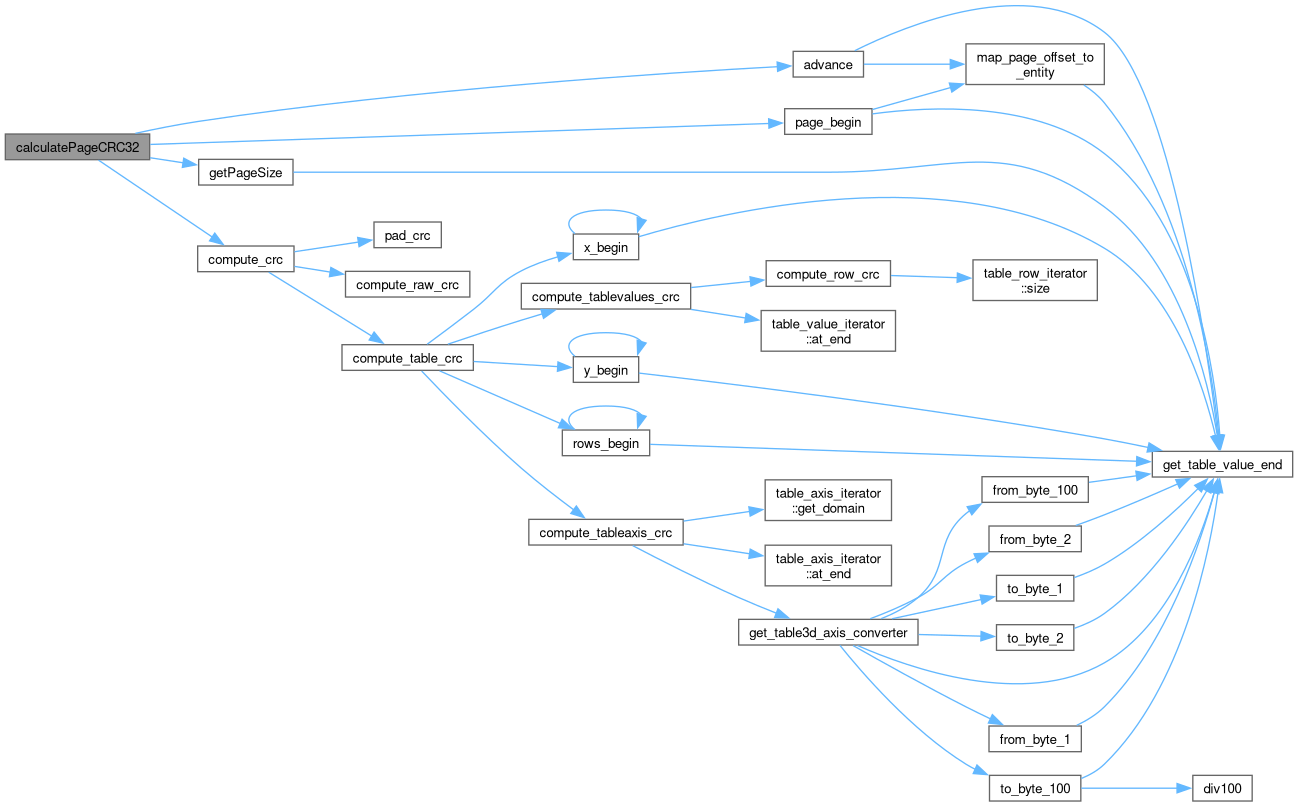 advance
map_page_offset_to
_entity
page_begin
calculatePageCRC32
getPageSize
pad_crc
x_begin
compute_crc
compute_raw_crc
compute_row_crc
table_row_iterator
::size
compute_tablevalues_crc
table_value_iterator
::at_end
compute_table_crc
y_begin
rows_begin
get_table_value_end
from_byte_100
table_axis_iterator
::get_domain
compute_tableaxis_crc
from_byte_2
table_axis_iterator
::at_end
to_byte_1
get_table3d_axis_converter
to_byte_2
from_byte_1
to_byte_100
div100